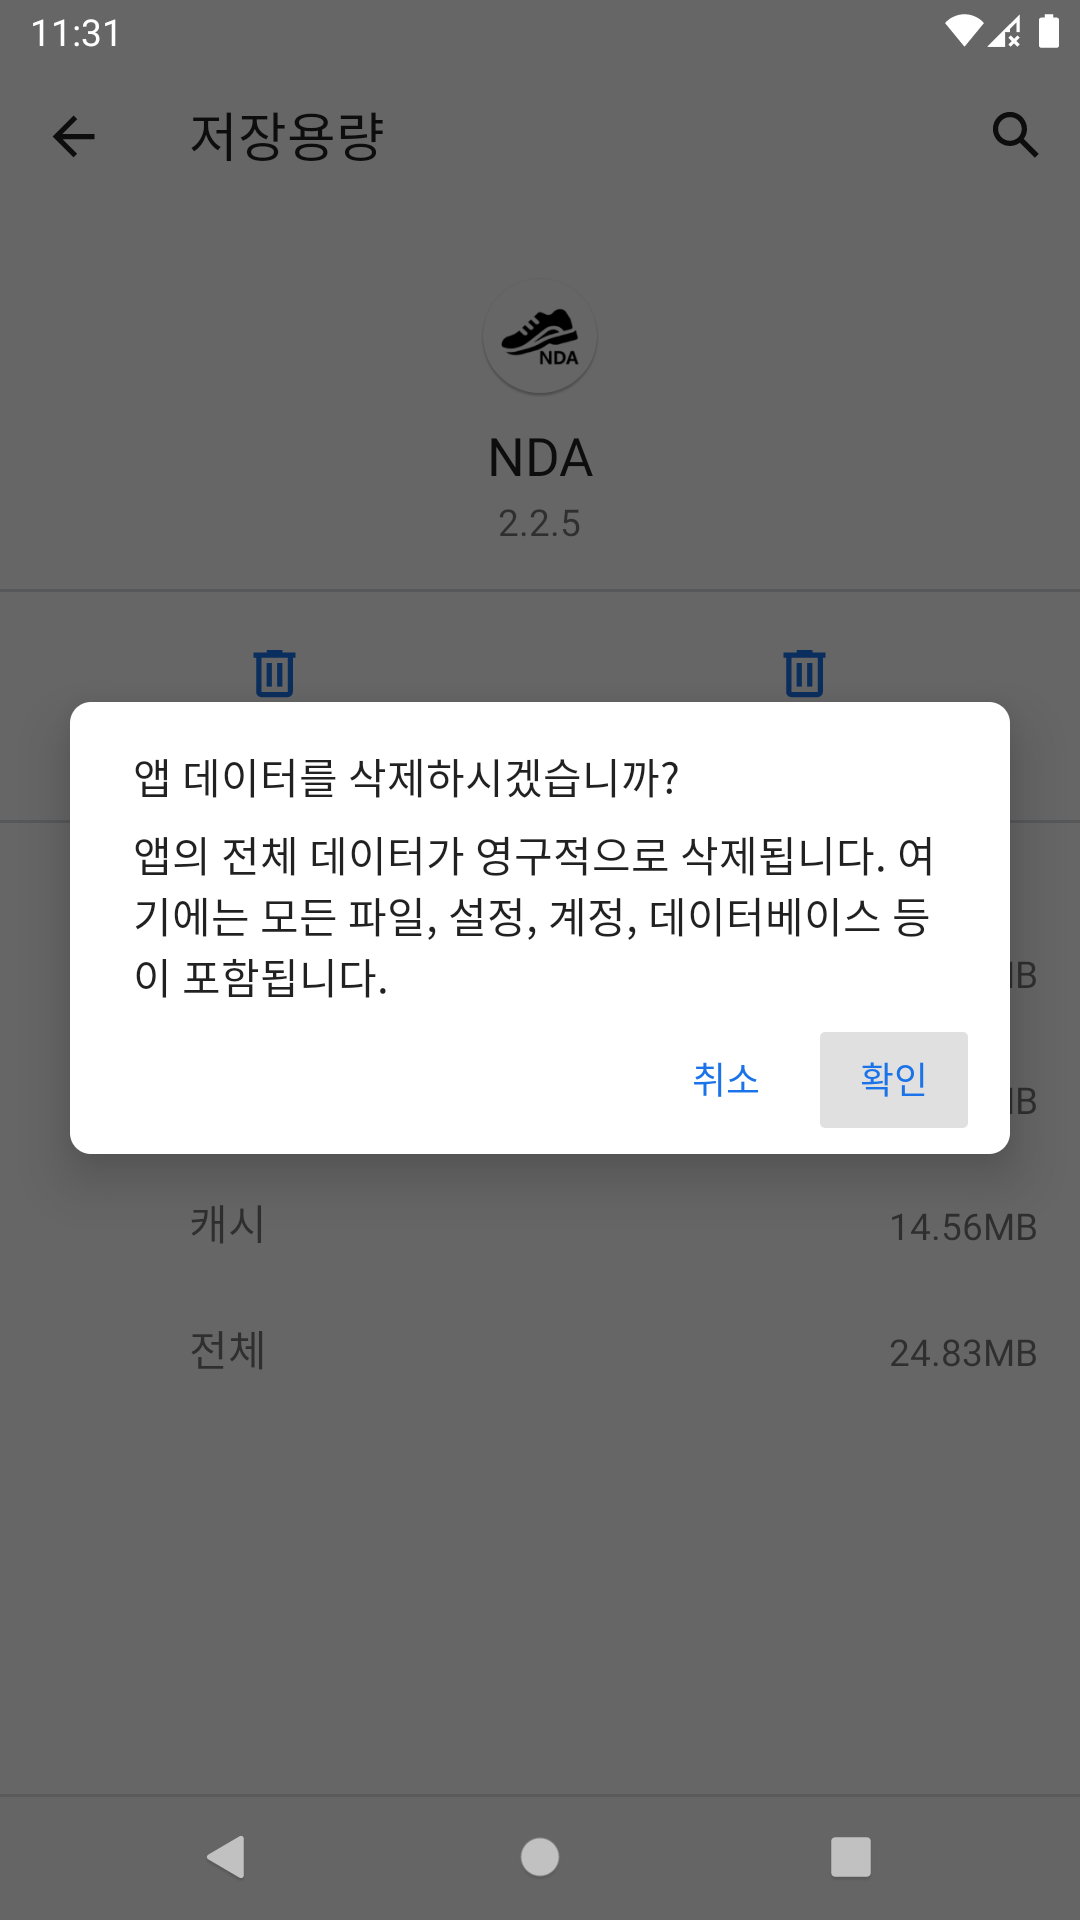 11:31
저장용량
NDA
NDA
2.2.5
앱 데이터를 삭제하시겠습니까?
앱의 전체 데이터가 영구적으로 삭제됩니다. 여
기에는 모든 파일, 설정, 계정, 데이터베이스 등
이 포함됩니다.
취소
확인
캐시
14.56MB
전체
24.83MB